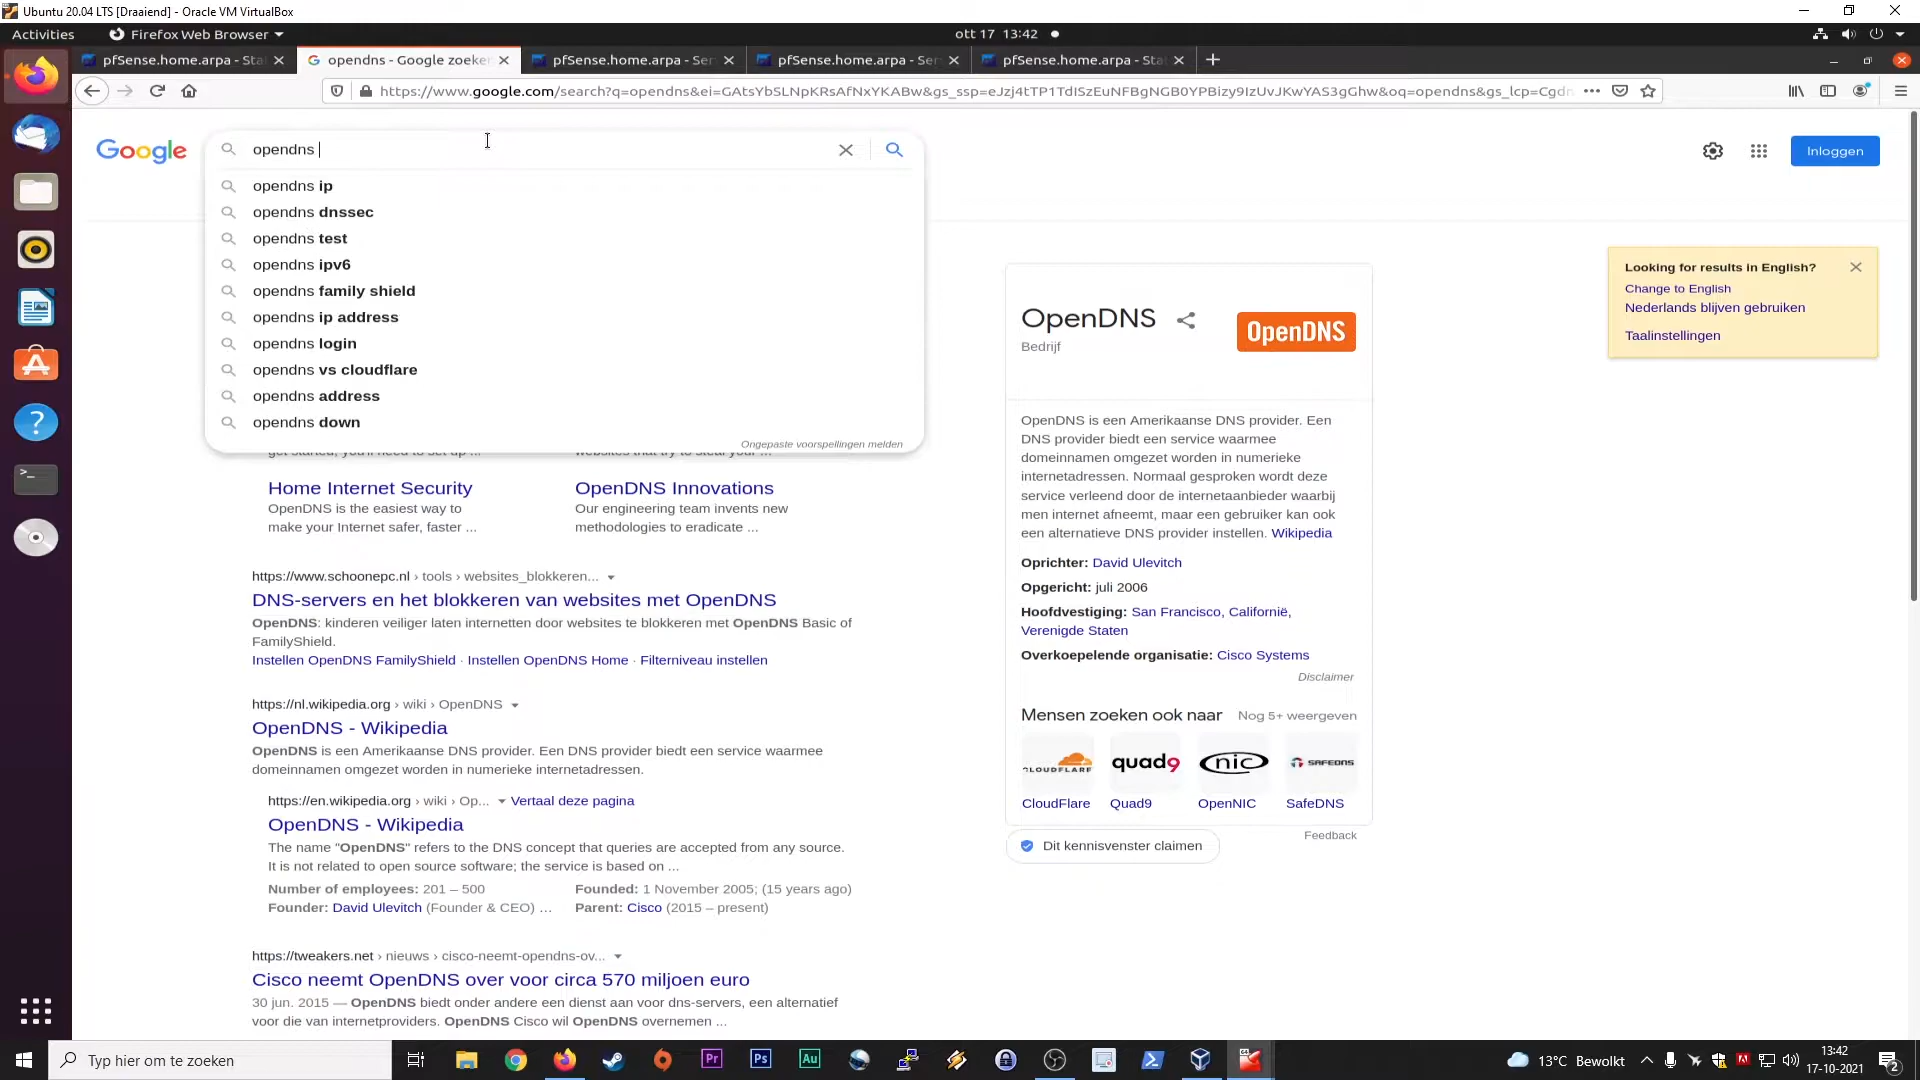 Ubuntu 20.04 LTS [Draaiend] - Oracle VM VirtualBox
Activities
Firefox Web Browser
ott 17 13:42
pfSense.home.arpa - Sta
opendns - Google zoeken
pfSense.home.arpa - Ser
pfSense.home.arpa - Ser
pfSense.home.arpa - Sta
https://www.google.com/search?q=opendns&ei=GAtsYbSLNpKRsAfNxYKABw&gs_ssp=eJzj4tTP1TdISzEuNFBgNGB0YPBizy9IzUvJKwYAS3gGhw&oq=opendns&gs_lcp=Cgdn
Google
opendns
Inloggen
opendns ip
opendns dnssec
opendns test
opendns ipv6
opendns family shield
opendns ip address
opendns login
opendns vs cloudflare
opendns address
opendns down
Ongepaste voorspellingen melden
Looking for results in English?
Change to English
Nederlands blijven gebruiken
Taalinstellingen
Home Internet Security
OpenDNS is the easiest way to
make your Internet safer, faster ...
OpenDNS Innovations
Our engineering team invents new
methodologies to eradicate ...
https://www.schoonepc.nl › tools › websites_blokkeren...
DNS-servers en het blokkeren van websites met OpenDNS
OpenDNS: kinderen veiliger laten internetten door websites te blokkeren met OpenDNS Basic of
FamilyShield.
Instellen OpenDNS FamilyShield · Instellen OpenDNS Home · Filterniveau instellen
https://nl.wikipedia.org › wiki › OpenDNS
OpenDNS - Wikipedia
OpenDNS is een Amerikaanse DNS provider. Een DNS provider biedt een service waarmee
domeinnamen omgezet worden in numerieke internetadressen.
https://en.wikipedia.org › wiki › Op... Vertaal deze pagina
OpenDNS - Wikipedia
The name "OpenDNS" refers to the DNS concept that queries are accepted from any source.
It is not related to open source software; the service is based on ...
Number of employees: 201 – 500
Founded: 1 November 2005; (15 years ago)
Founder: David Ulevitch (Founder & CEO) ...
Parent: Cisco (2015 – present)
https://tweakers.net › nieuws › cisco-neemt-opendns-ov...
Cisco neemt OpenDNS over voor circa 570 miljoen euro
30 jun. 2015 — OpenDNS biedt onder andere een dienst aan voor dns-servers, een alternatief
voor die van internetproviders. OpenDNS Cisco wil OpenDNS overnemen ...
OpenDNS
Bedrijf
OpenDNS
OpenDNS is een Amerikaanse DNS provider. Een
DNS provider biedt een service waarmee
domeinnamen omgezet worden in numerieke
internetadressen. Normaal gesproken wordt deze
service verleend door de internetaanbieder waarbij
men internet afneemt, maar een gebruiker kan ook
een alternatieve DNS provider instellen. Wikipedia
Oprichter: David Ulevitch
Opgericht: juli 2006
Hoofdvestiging: San Francisco, Californië,
Verenigde Staten
Overkoepelende organisatie: Cisco Systems
Disclaimer
Mensen zoeken ook naar
Nog 5+ weergeven
CLOUDFLARE
quad9
nic
SAFEDNS
CloudFlare
Quad9
OpenNIC
SafeDNS
Feedback
Dit kennisvenster claimen
Typ hier om te zoeken
Pr
Ps
Au
13°C Bewolkt
13:42
17-10-2021
2